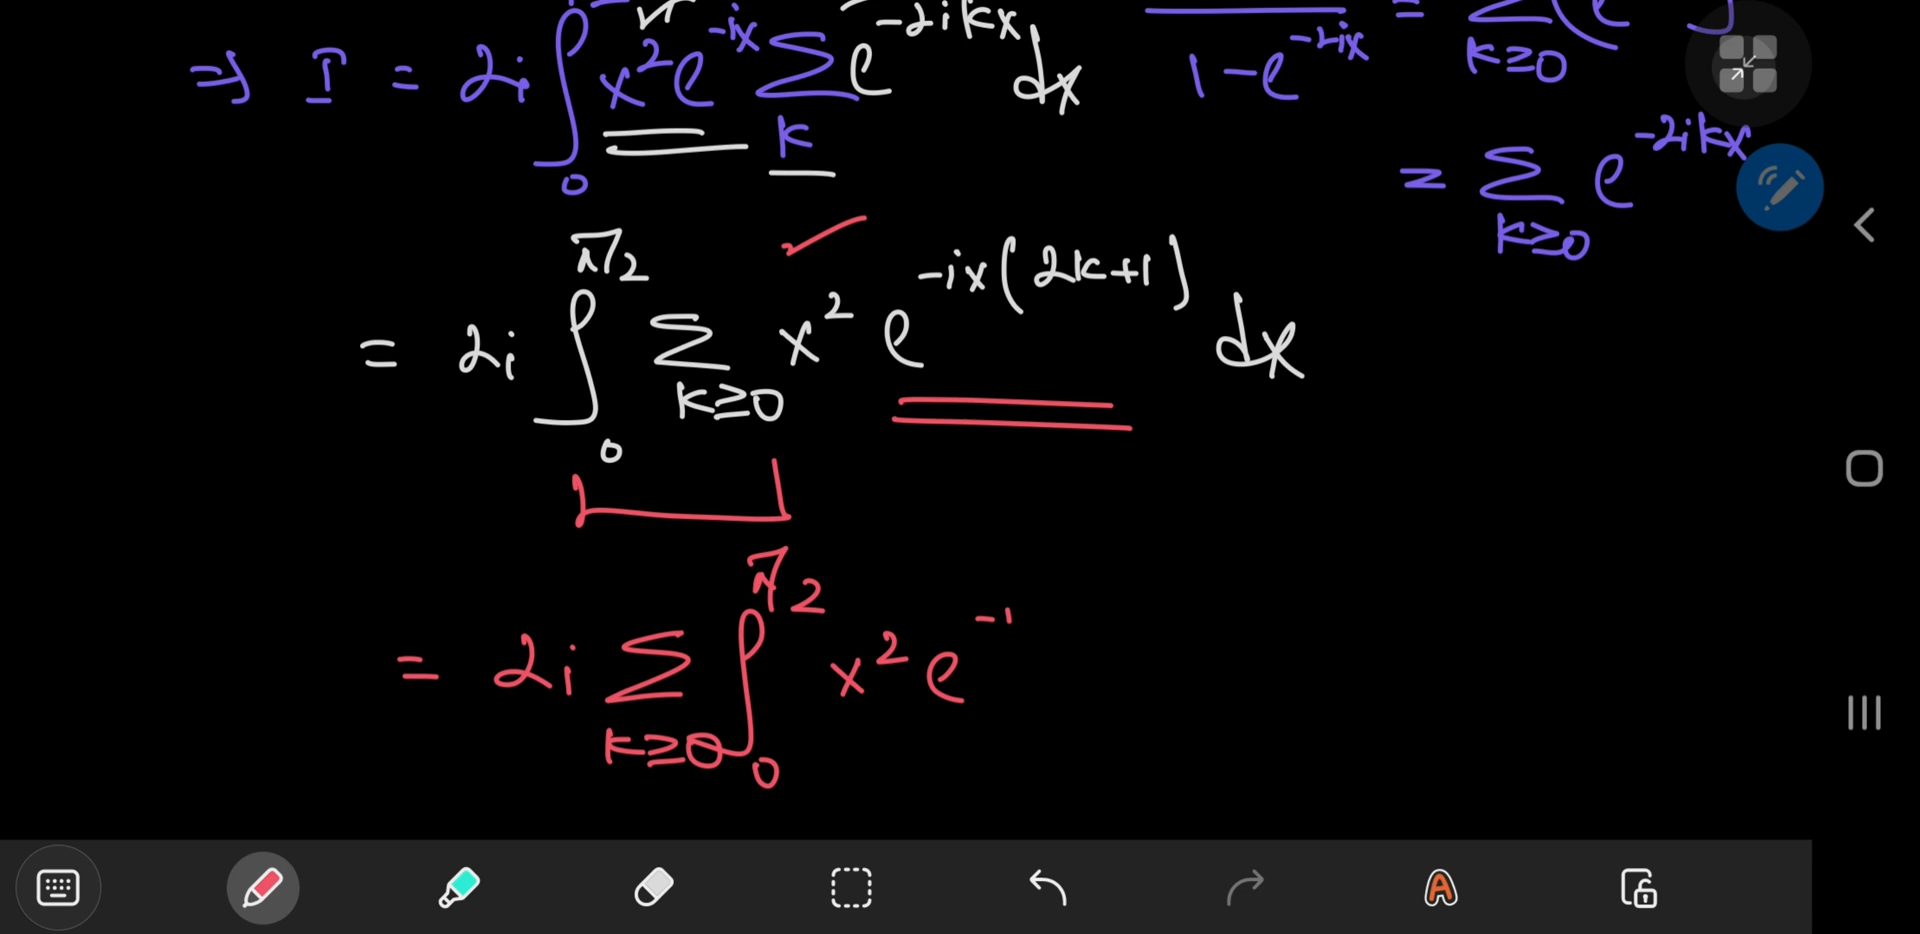 ⇒ I = 2i ∫₀ x² e^{-ix} Σ_k e^{-2ikx} dx
1 - e^{-2ix} = Σ_{k≥0} (e
= Σ_{k≥0} e^{-2ikx}
= 2i ∫₀^{π/2} Σ_{k≥0} x² e^{-ix(2k+1)} dx
= 2i Σ_{k≥0} ∫₀^{π/2} x² e^{-1
A